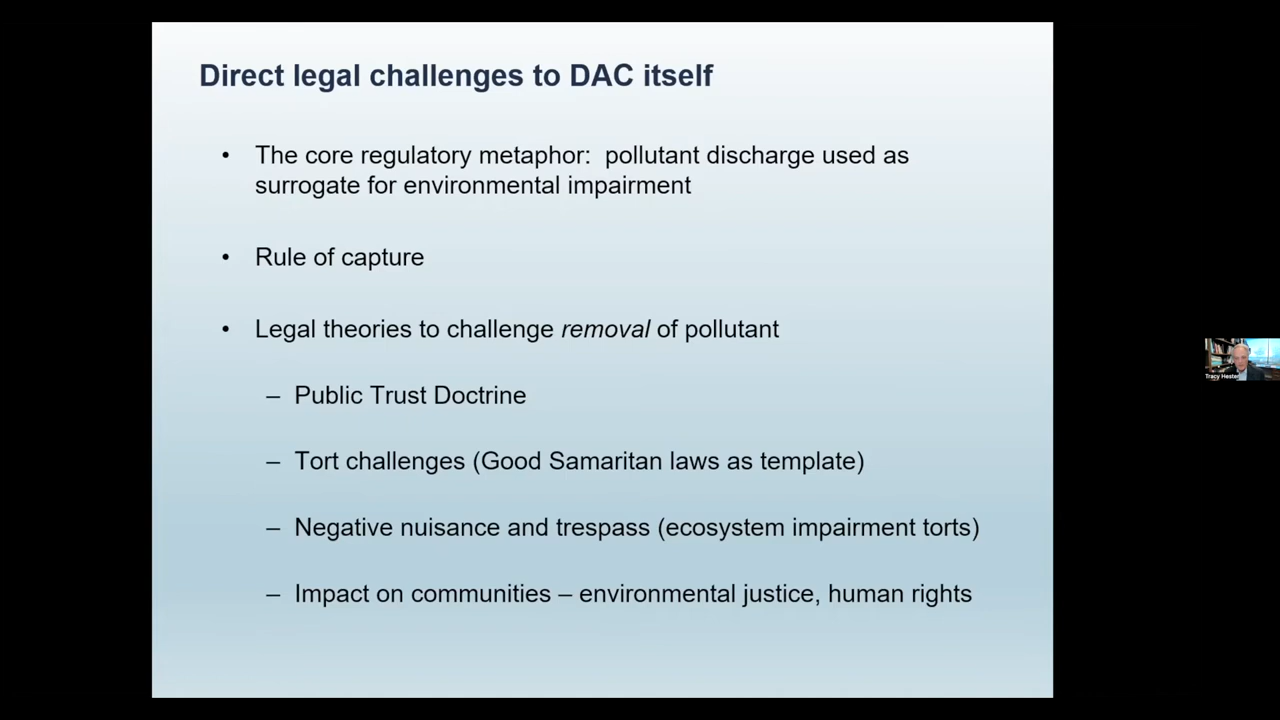 Direct legal challenges to DAC itself
• The core regulatory metaphor: pollutant discharge used as
surrogate for environmental impairment
• Rule of capture
• Legal theories to challenge removal of pollutant
– Public Trust Doctrine
– Tort challenges (Good Samaritan laws as template)
– Negative nuisance and trespass (ecosystem impairment torts)
– Impact on communities – environmental justice, human rights
Tracy Hester